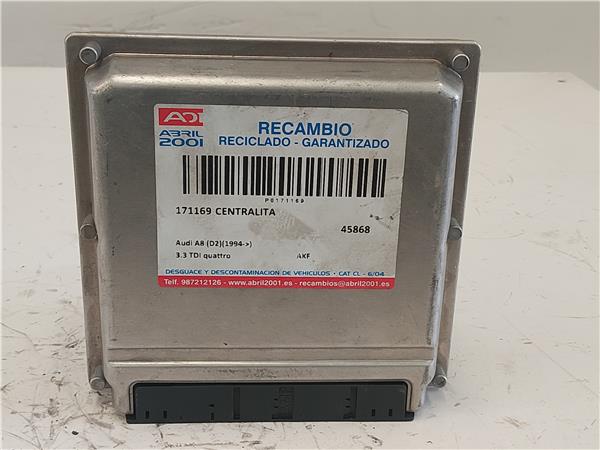 ADI
ABRIL
2001
RECAMBIO
RECICLADO - GARANTIZADO
P0171169
171169 CENTRALITA
45868
Audi A8 (D2)(1994->)
3.3 TDI quattro AKF
DESGUACE Y DESCONTAMINACION DE VEHICULOS - CAT CL - 6/04
Telf. 987212126 - www.abril2001.es - recambios@abril2001.es